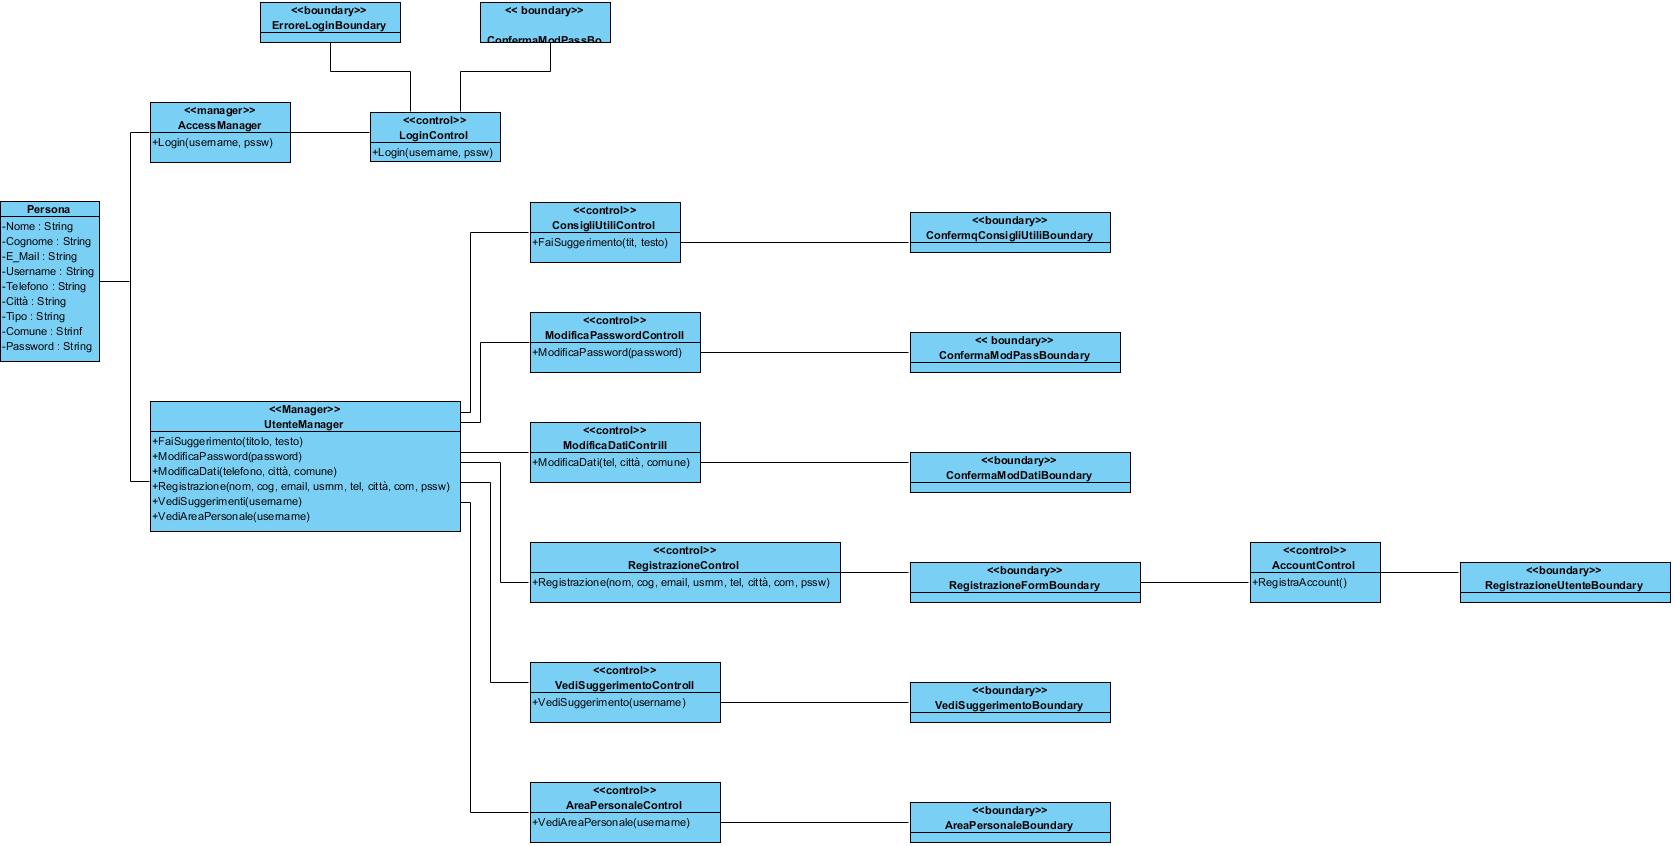 <<boundary>>
ErroreLoginBoundary
<< boundary>>
ConfermaModPassBo
<<manager>>
AccessManager
+Login(username, pssw)
<<control>>
LoginControl
+Login(username, pssw)
Persona
-Nome : String
-Cognome : String
-E_Mail : String
-Username : String
-Telefono : String
-Città : String
-Tipo : String
-Comune : Strinf
-Password : String
<<Manager>>
UtenteManager
+FaiSuggerimento(titolo, testo)
+ModificaPassword(password)
+ModificaDati(telefono, città, comune)
+Registrazione(nom, cog, email, usrnm, tel, città, com, pssw)
+VediSuggerimenti(username)
+VediAreaPersonale(username)
<<control>>
ConsigliUtiliControl
+FaiSuggerimento(tit, testo)
<<boundary>>
ConfermqConsigliUtiliBoundary
<<control>>
ModificaPasswordControll
+ModificaPassword(password)
<< boundary>>
ConfermaModPassBoundary
<<control>>
ModificaDatiContrill
+ModificaDati(tel, città, comune)
<<boundary>>
ConfermaModDatiBoundary
<<control>>
RegistrazioneControl
+Registrazione(nom, cog, email, usrnm, tel, città, com, pssw)
<<boundary>>
RegistrazioneFormBoundary
<<control>>
AccountControl
+RegistraAccount()
<<boundary>>
RegistrazioneUtenteBoundary
<<control>>
VediSuggerimentoControll
+VediSuggerimento(username)
<<boundary>>
VediSuggerimentoBoundary
<<control>>
AreaPersonaleControl
+VediAreaPersonale(username)
<<boundary>>
AreaPersonaleBoundary